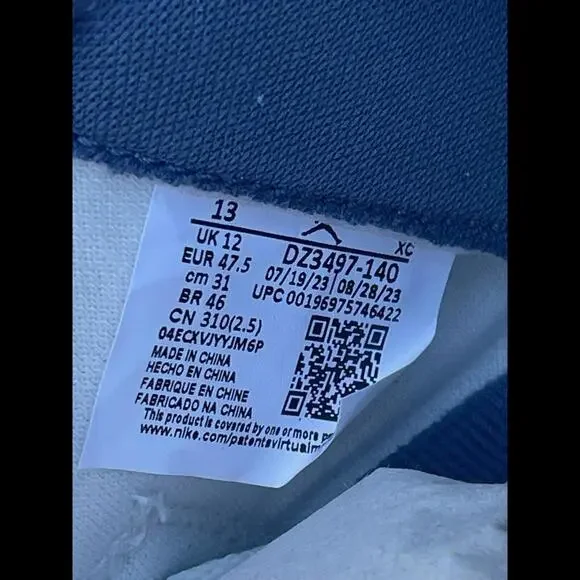 13 XC
UK 12 DZ3497-140
EUR 47.5 07/19/23 | 08/28/23
cm 31 UPC 00196975746422
BR 46
CN 310(2.5)
04ECXVJYYJM6P
MADE IN CHINA
HECHO EN CHINA
FABRIQUE EN CHINE
FABRICADO NA CHINA
This product is covered by one or more
www.nike.com/patentsvirtualm